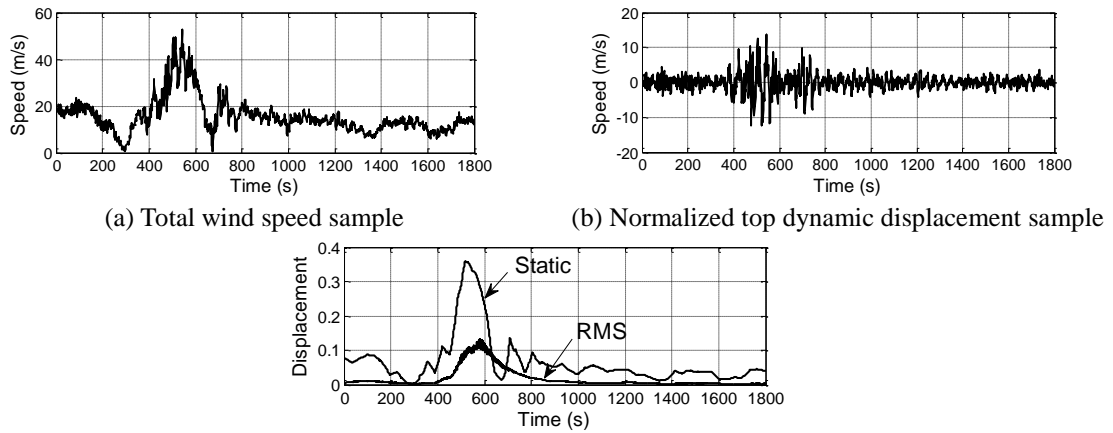 60
40
20
0
Speed (m/s)
0 200 400 600 800 1000 1200 1400 1600 1800
Time (s)
(a) Total wind speed sample
20
10
0
-10
-20
Speed (m/s)
0 200 400 600 800 1000 1200 1400 1600 1800
Time (s)
(b) Normalized top dynamic displacement sample
0.4
0.3
0.2
0.1
0
Displacement
Static
RMS
0 200 400 600 800 1000 1200 1400 1600 1800
Time (s)